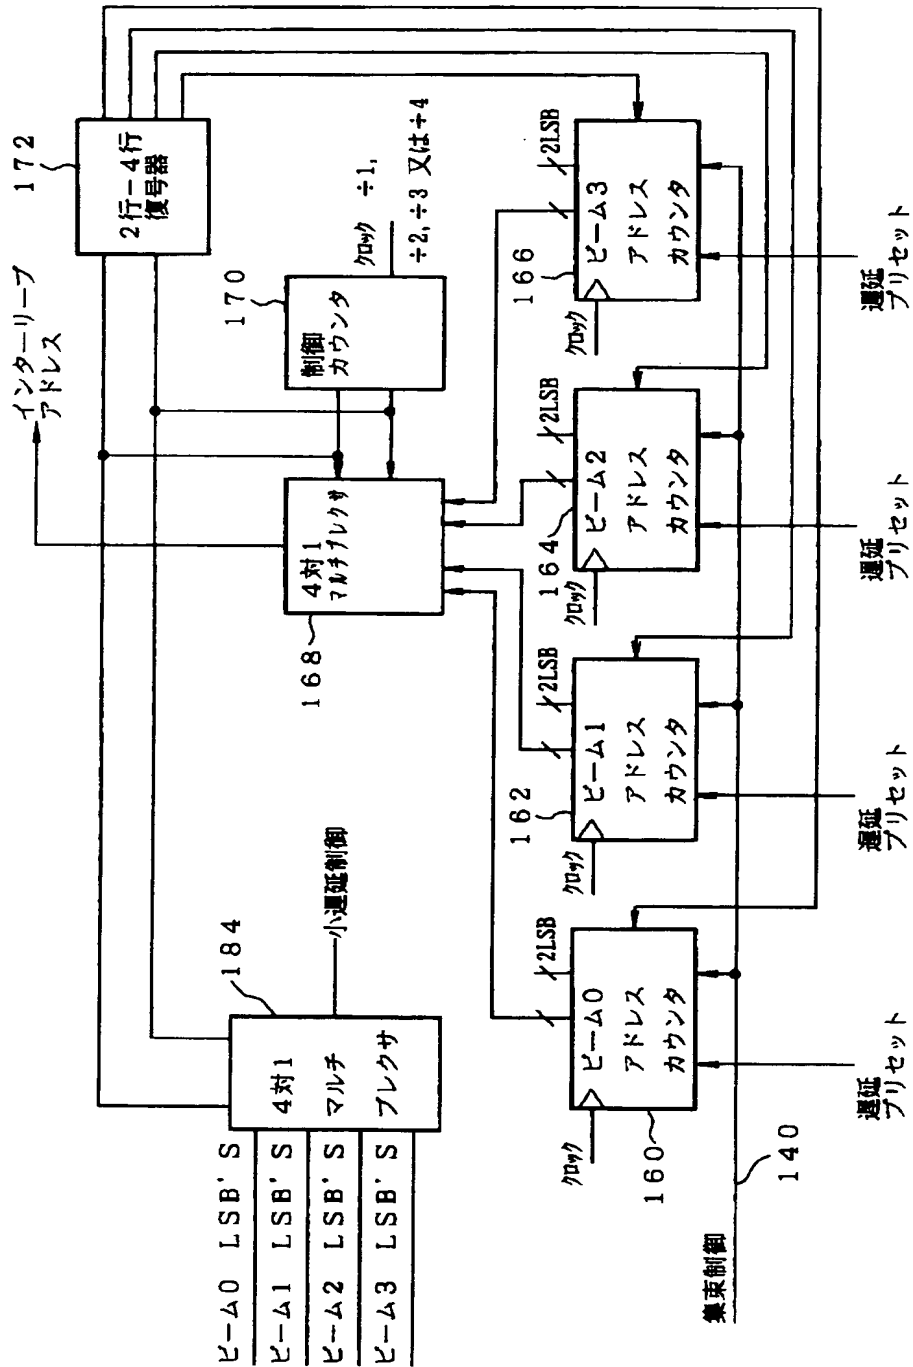 ビーム0 LSB'S
ビーム1 LSB'S
ビーム2 LSB'S
ビーム3 LSB'S
4対1
マルチ
プレクサ
184
小遅延制御
インターリーブ
アドレス
172
2行-4行
復号器
4対1
マルチプレクサ
168
制御
カウンタ
170
クロック ÷1,
÷2,÷3 又は÷4
クロック
ビーム0
アドレス
カウンタ
2LSB
160
遅延
プリセット
クロック
ビーム1
アドレス
カウンタ
2LSB
162
遅延
プリセット
クロック
ビーム2
アドレス
カウンタ
2LSB
164
遅延
プリセット
クロック
ビーム3
アドレス
カウンタ
2LSB
166
遅延
プリセット
集束制御
140